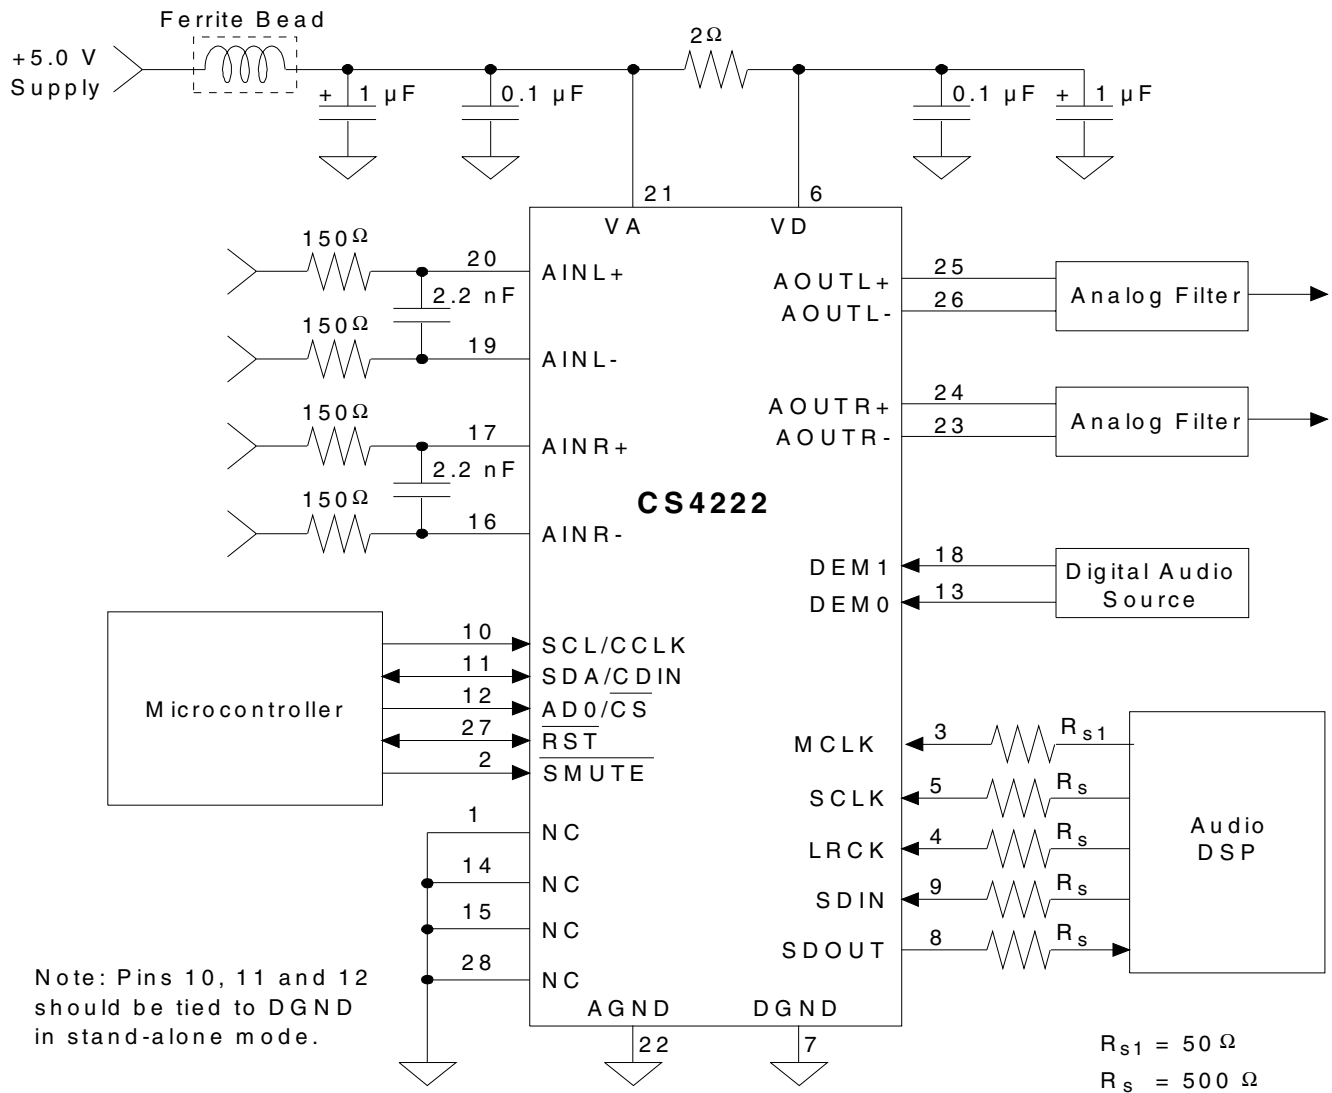 Ferrite Bead
+5.0 V
Supply
+ 1 µF
0.1 µF
2Ω
0.1 µF
+ 1 µF
21
6
VA
VD
150Ω
20
AINL+
2.2 nF
150Ω
19
AINL-
150Ω
17
AINR+
2.2 nF
150Ω
16
AINR-
CS4222
AOUTL+
25
AOUTL-
26
Analog Filter
AOUTR+
24
AOUTR-
23
Analog Filter
DEM1
18
DEM0
13
Digital Audio
Source
Microcontroller
10
SCL/CCLK
11
SDA/CDIN
12
AD0/CS
27
RST
2
SMUTE
1
NC
14
NC
15
NC
28
NC
MCLK
3
Rs1
SCLK
5
Rs
LRCK
4
Rs
SDIN
9
Rs
SDOUT
8
Rs
Audio
DSP
AGND
DGND
22
7
Note: Pins 10, 11 and 12
should be tied to DGND
in stand-alone mode.
Rs1 = 50 Ω
Rs = 500 Ω